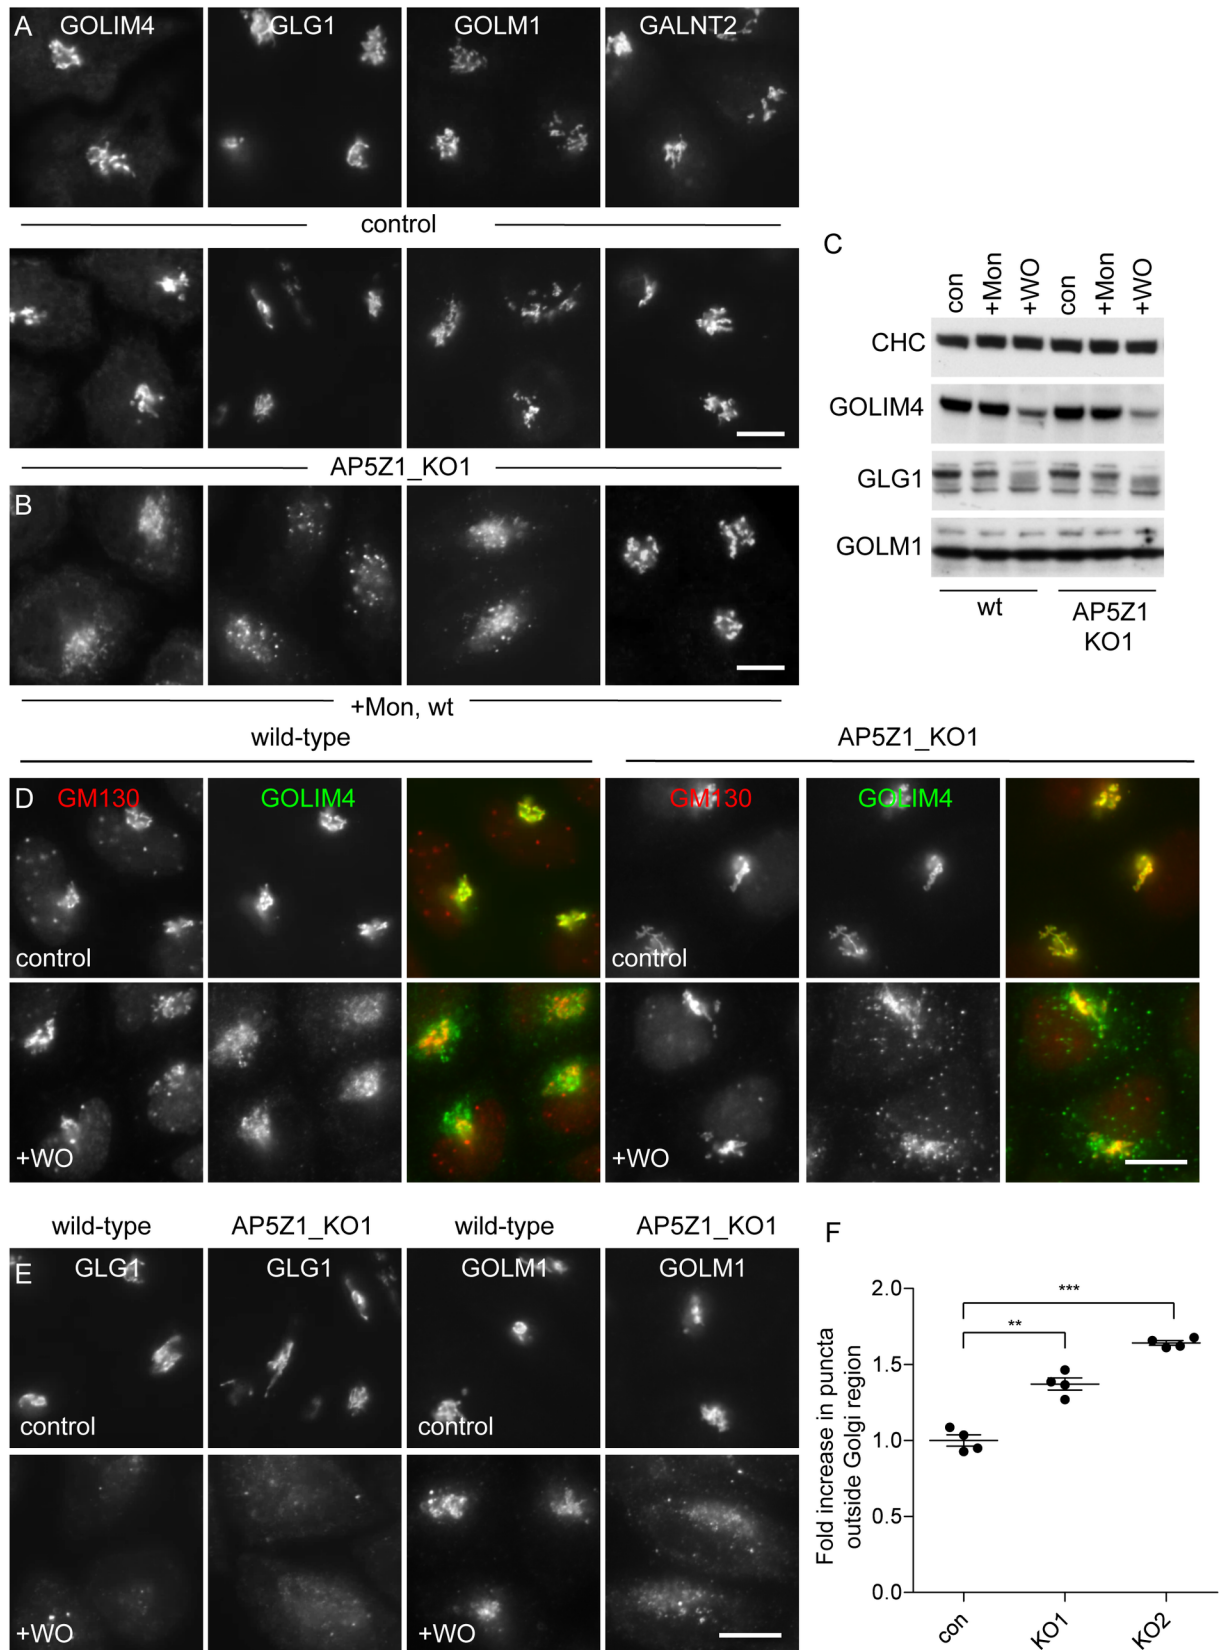 A GOLIM4 GLG1 GOLM1 GALNT2
control
AP5Z1_KO1
B
+Mon, wt
C
con +Mon +WO con +Mon +WO
CHC
GOLIM4
GLG1
GOLM1
wt AP5Z1
KO1
wild-type AP5Z1_KO1
D GM130 GOLIM4 GM130 GOLIM4
control control
+WO +WO
wild-type AP5Z1_KO1 wild-type AP5Z1_KO1
E GLG1 GLG1 GOLM1 GOLM1
control control
+WO +WO
F
Fold increase in puncta
outside Golgi region
2.0
1.5
1.0
0.5
0.0
***
**
con KO1 KO2